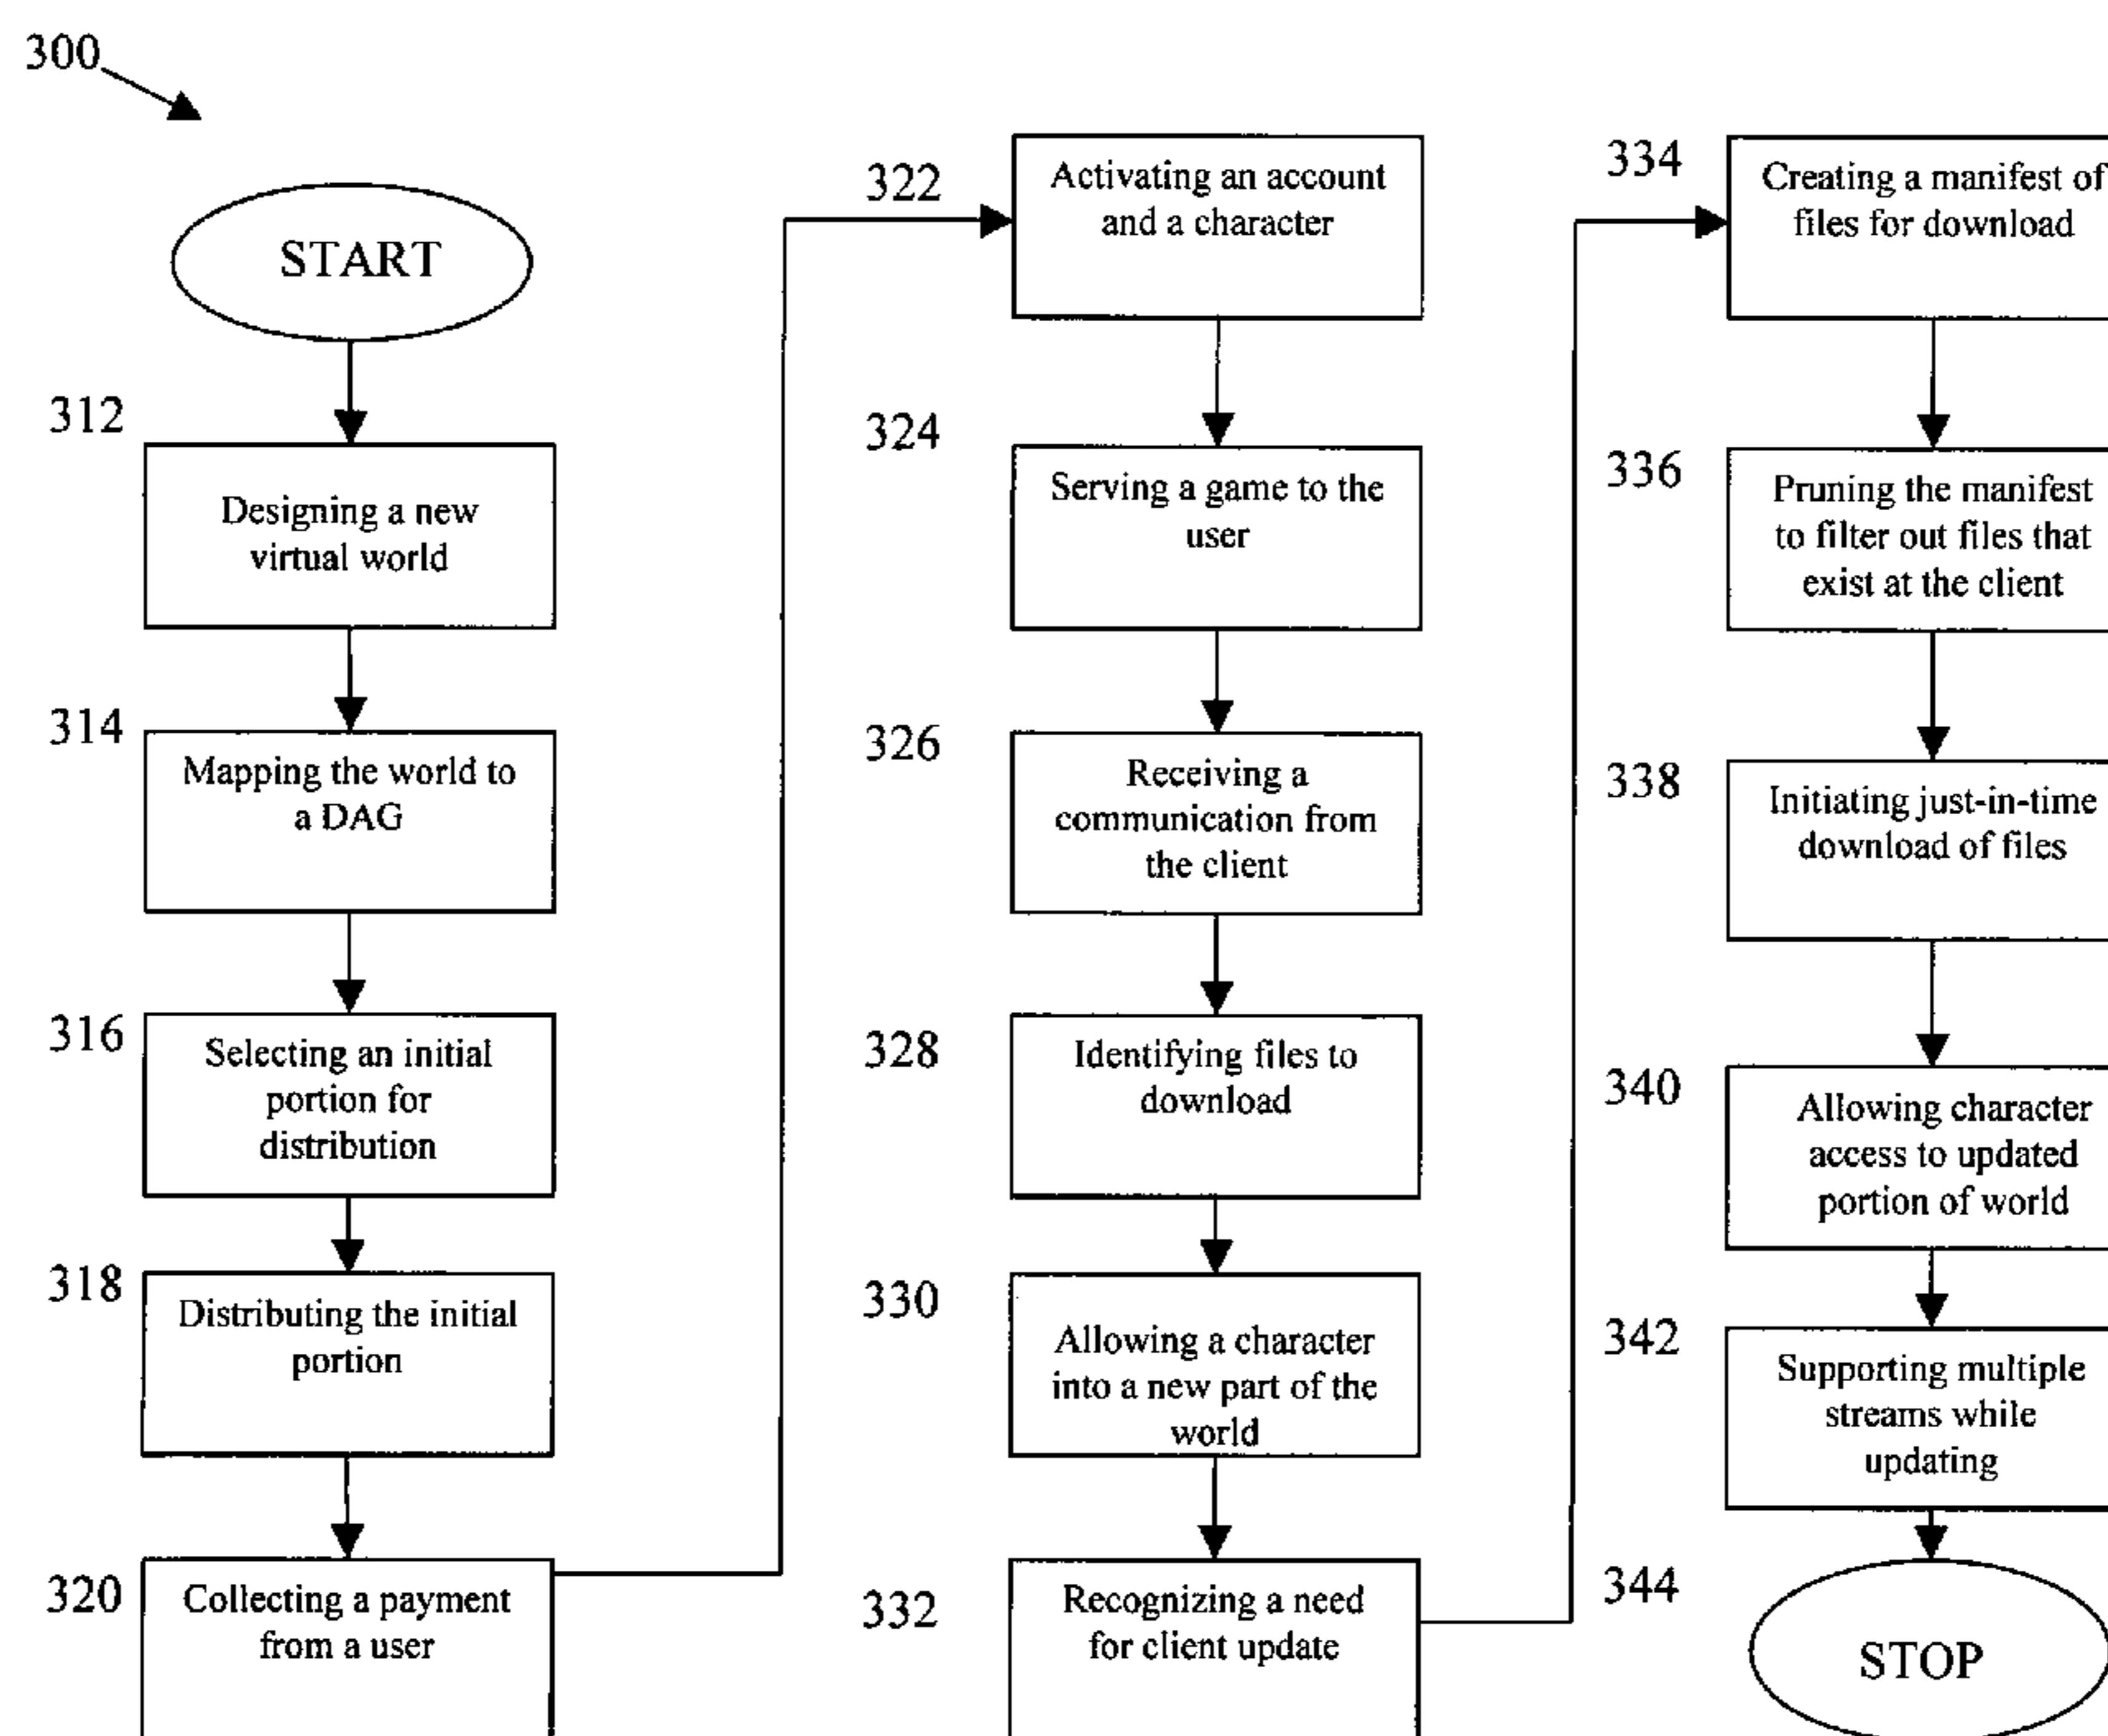 300
START
312
Designing a new
virtual world
314
Mapping the world to
a DAG
316
Selecting an initial
portion for
distribution
318
Distributing the initial
portion
320
Collecting a payment
from a user
322
Activating an account
and a character
324
Serving a game to the
user
326
Receiving a
communication from
the client
328
Identifying files to
download
330
Allowing a character
into a new part of the
world
332
Recognizing a need
for client update
334
Creating a manifest of
files for download
336
Pruning the manifest
to filter out files that
exist at the client
338
Initiating just-in-time
download of files
340
Allowing character
access to updated
portion of world
342
Supporting multiple
streams while
updating
344
STOP